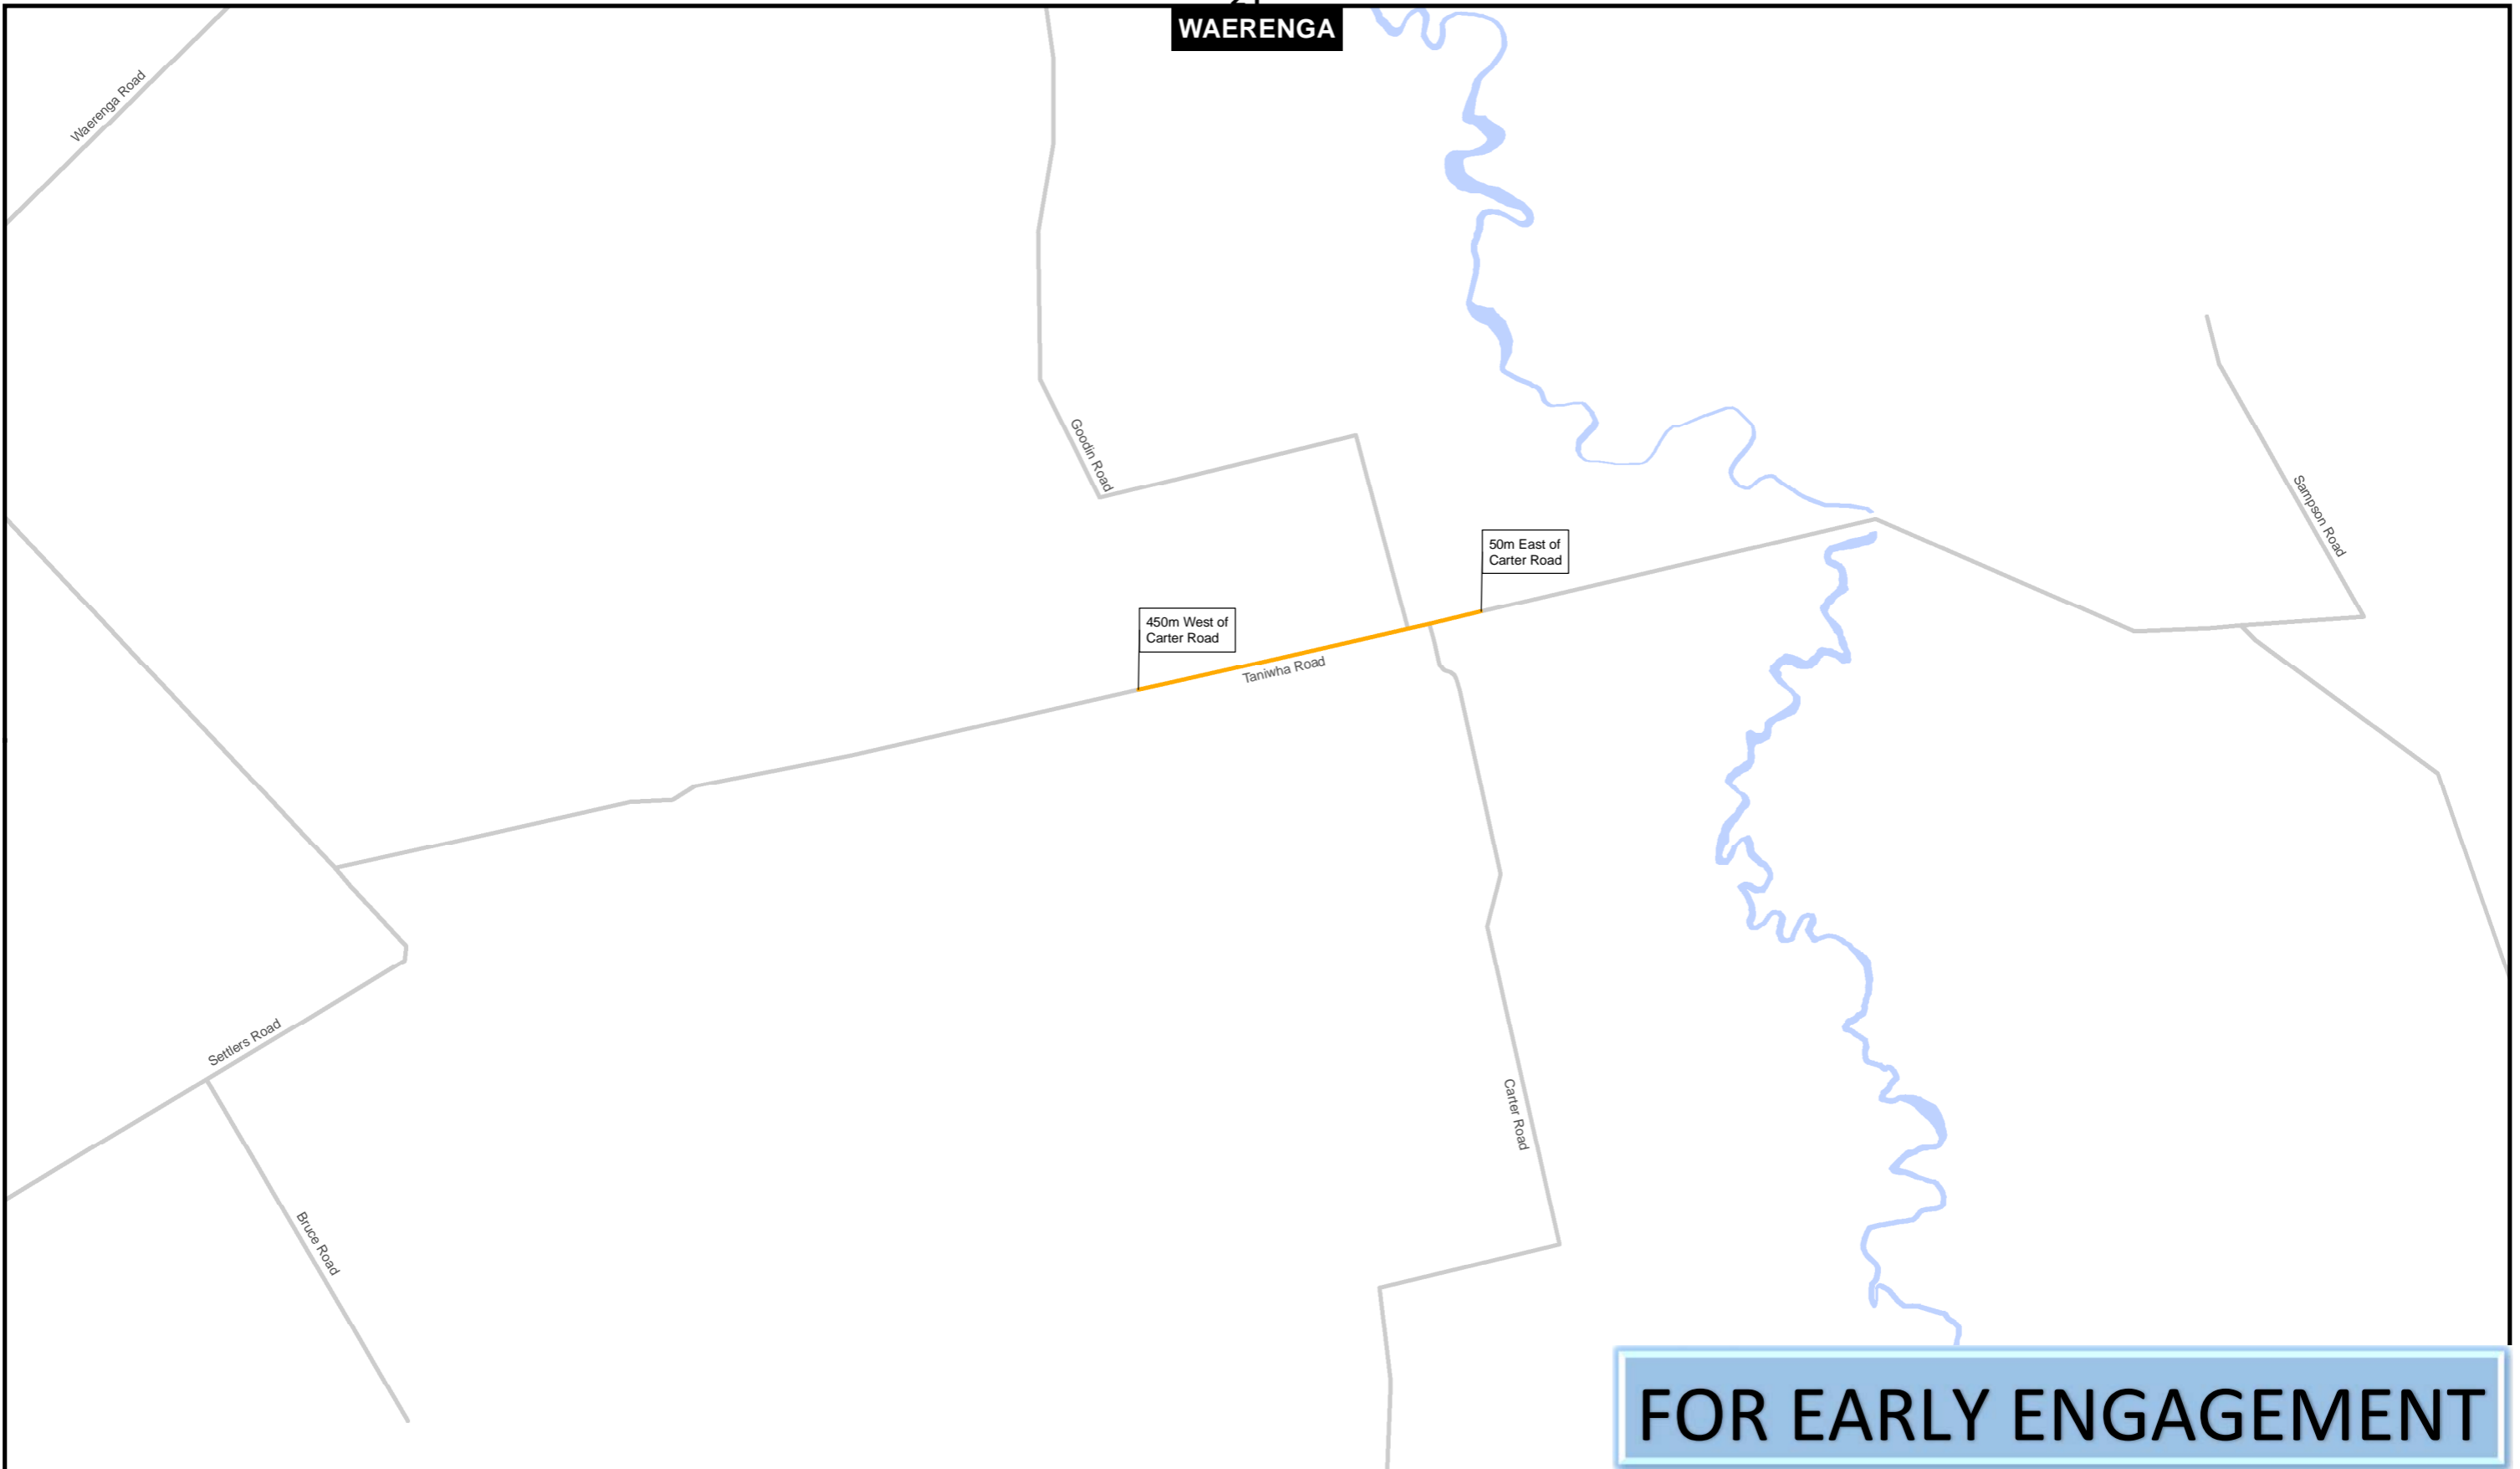 WAERENGA
Waerenga Road
Goodin Road
Sampson Road
50m East of
Carter Road
450m West of
Carter Road
Taniwha Road
Settlers Road
Carter Road
Bruce Road
FOR EARLY ENGAGEMENT